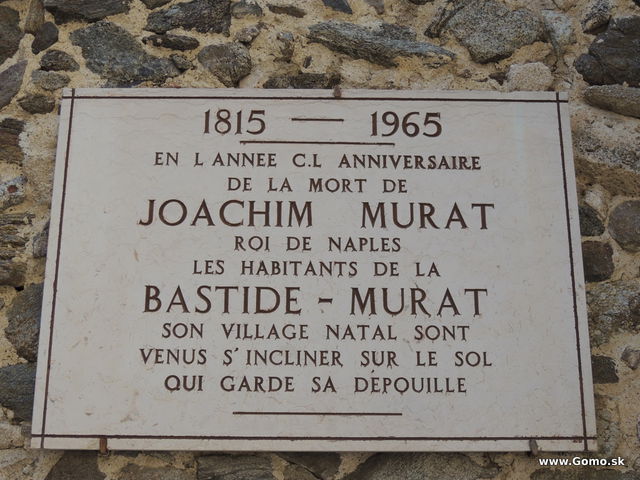 1815 — 1965
EN L ANNEE C.L ANNIVERSAIRE
DE LA MORT DE
JOACHIM MURAT
ROI DE NAPLES
LES HABITANTS DE LA
BASTIDE - MURAT
SON VILLAGE NATAL SONT
VENUS S'INCLINER SUR LE SOL
QUI GARDE SA DÉPOUILLE
www.Gomo.sk